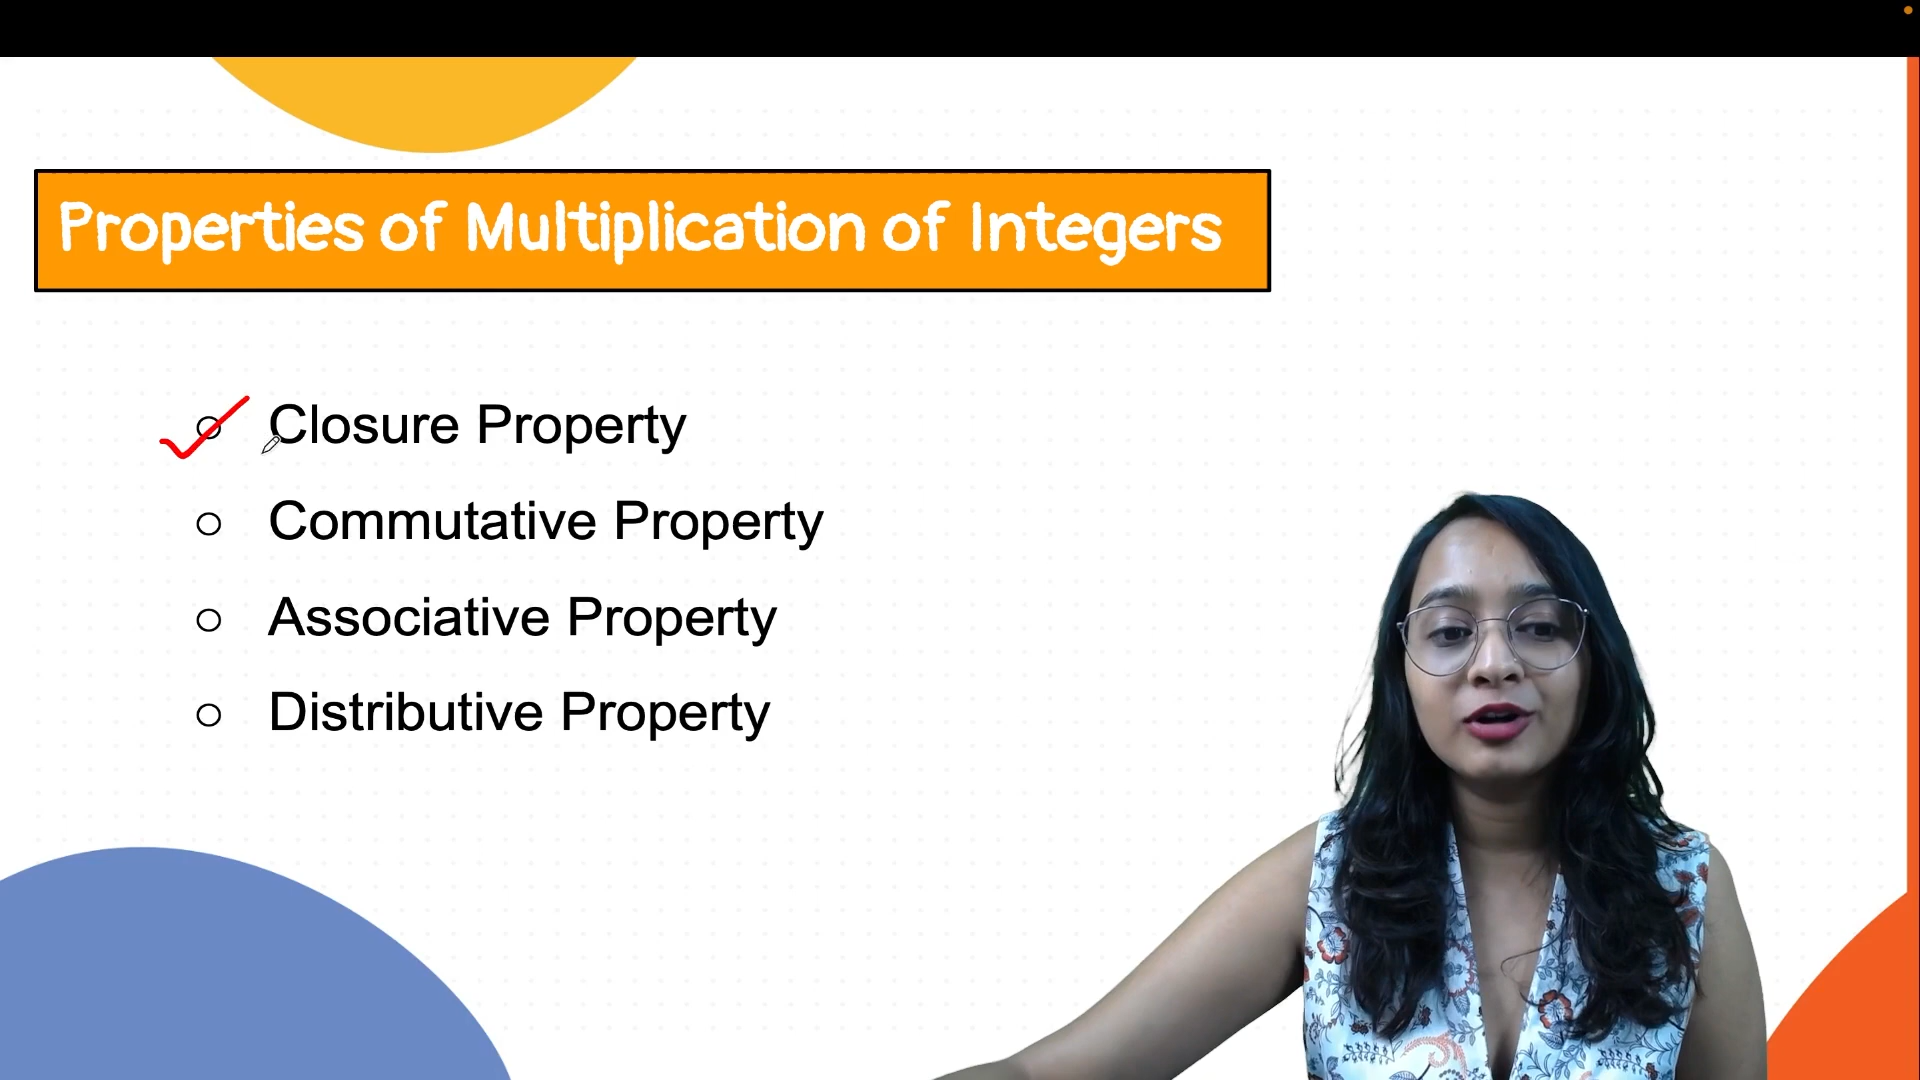 Properties of Multiplication of Integers
Closure Property
Commutative Property
Associative Property
Distributive Property